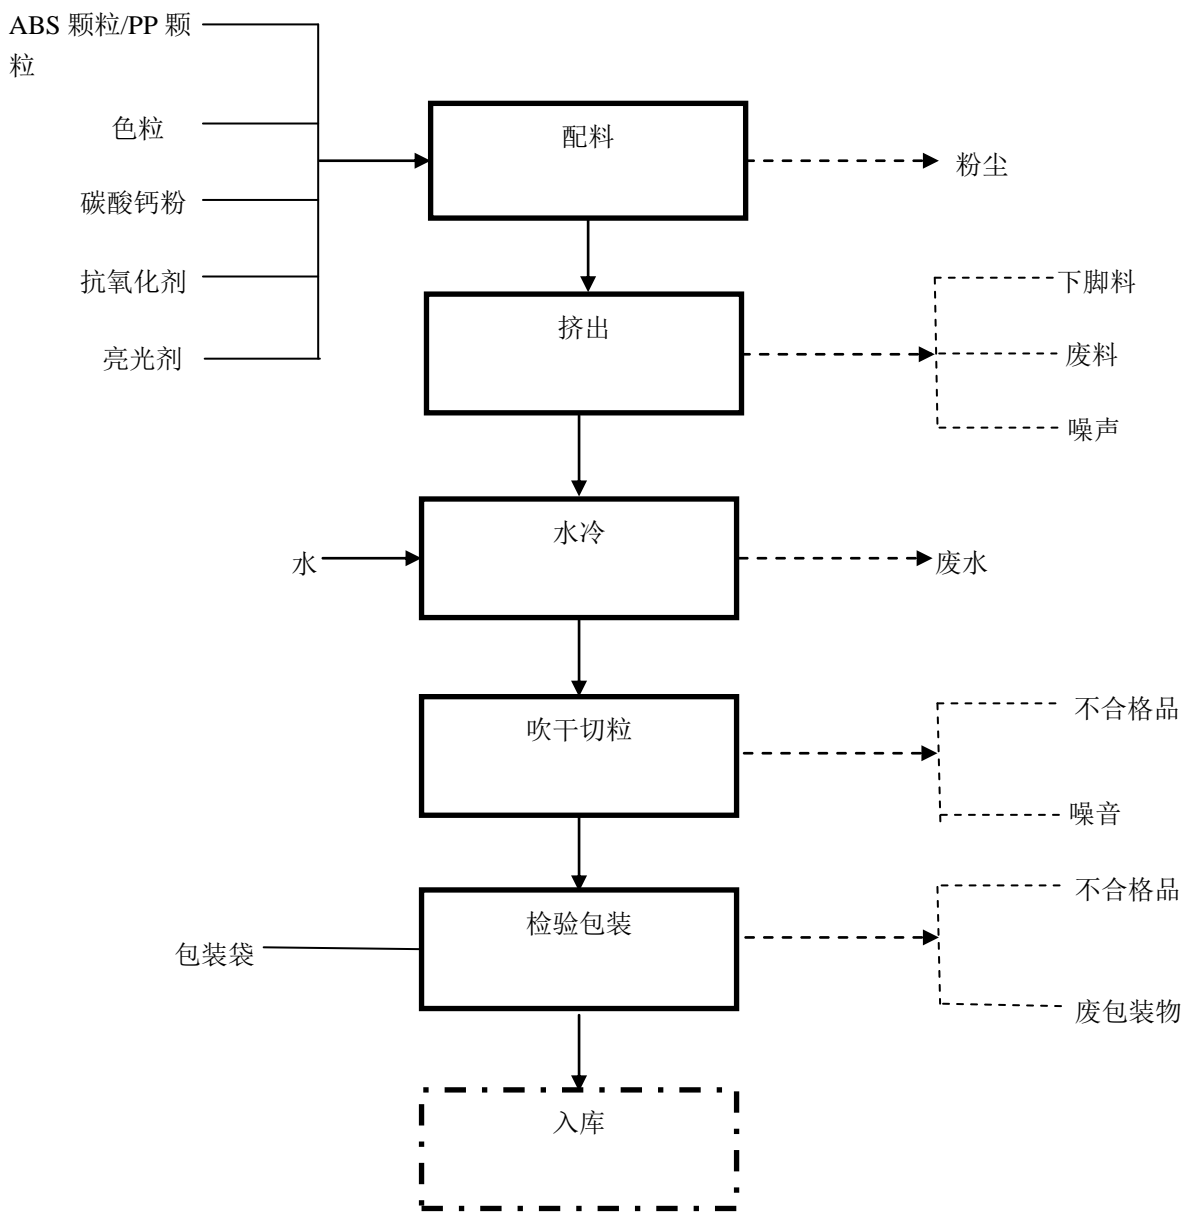 ABS 颗粒/PP 颗
粒
色粒
碳酸钙粉
抗氧化剂
亮光剂
配料
粉尘
挤出
下脚料
废料
噪声
水
水冷
废水
吹干切粒
不合格品
噪音
包装袋
检验包装
不合格品
废包装物
入库